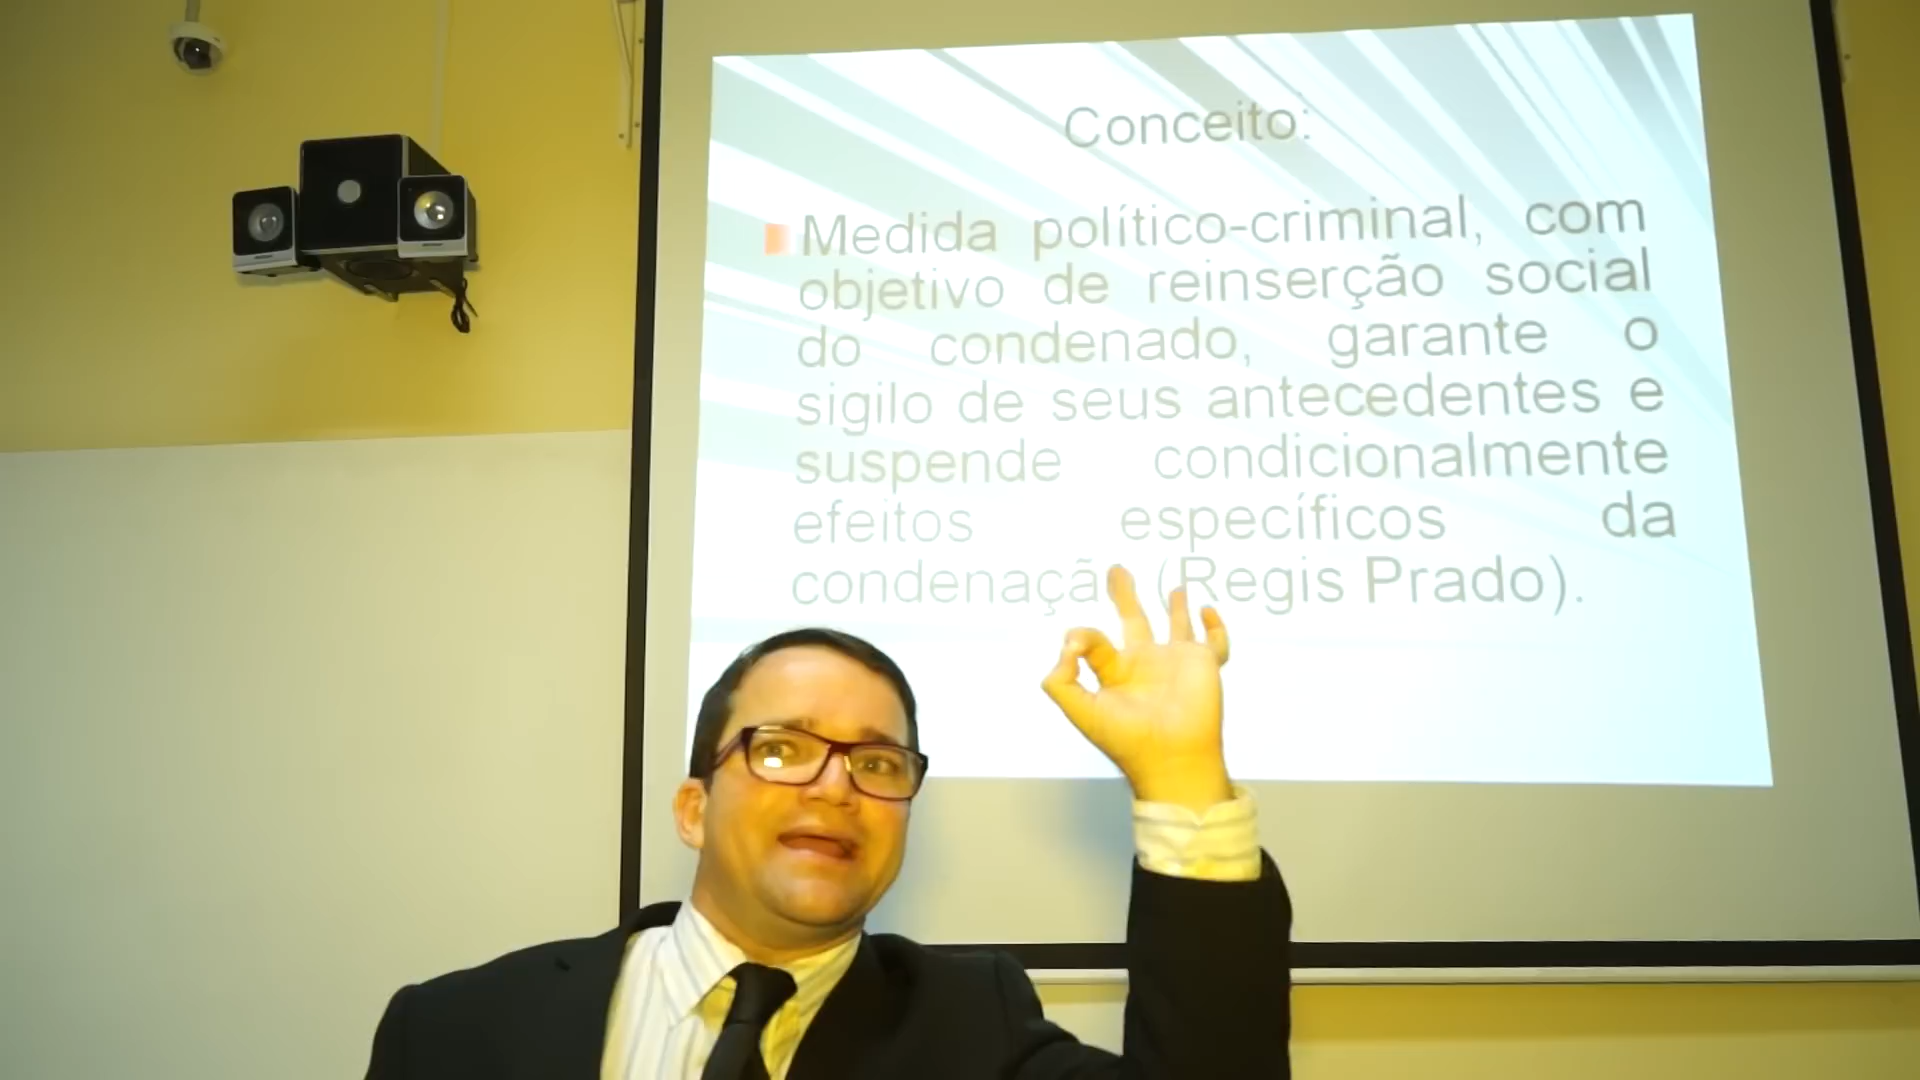 Conceito:
Medida político-criminal, com
objetivo de reinserção social
do condenado, garante o
sigilo de seus antecedentes e
suspende condicionalmente
efeitos específicos da
condenação (Regis Prado).